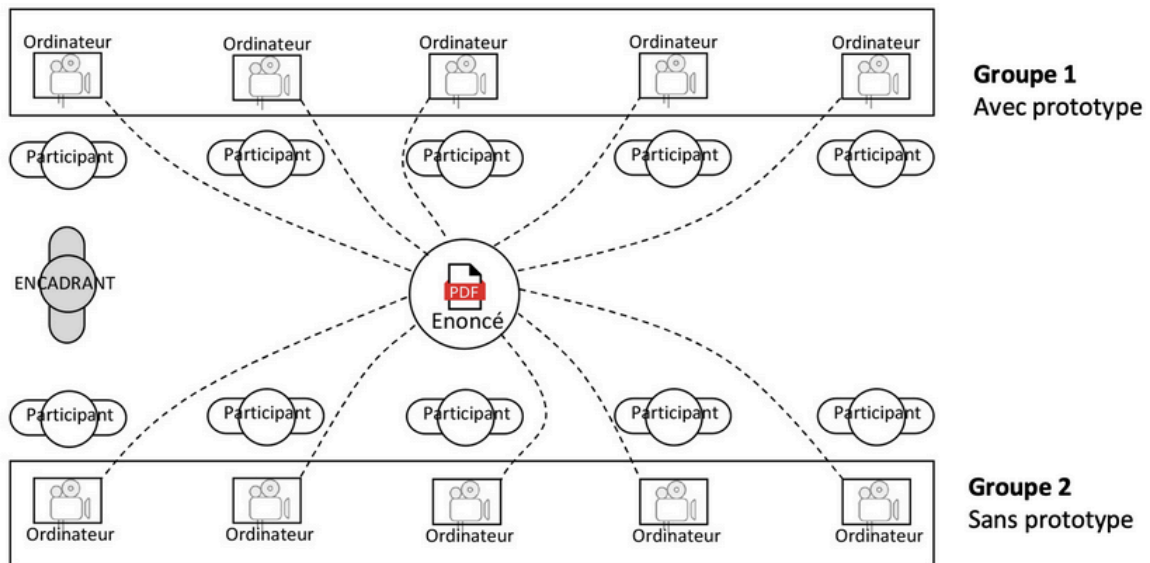 Ordinateur
Ordinateur
Ordinateur
Ordinateur
Ordinateur
Groupe 1
Avec prototype
Participant
Participant
Participant
Participant
Participant
ENCADRANT
PDF
Enoncé
Participant
Participant
Participant
Participant
Participant
Groupe 2
Sans prototype
Ordinateur
Ordinateur
Ordinateur
Ordinateur
Ordinateur